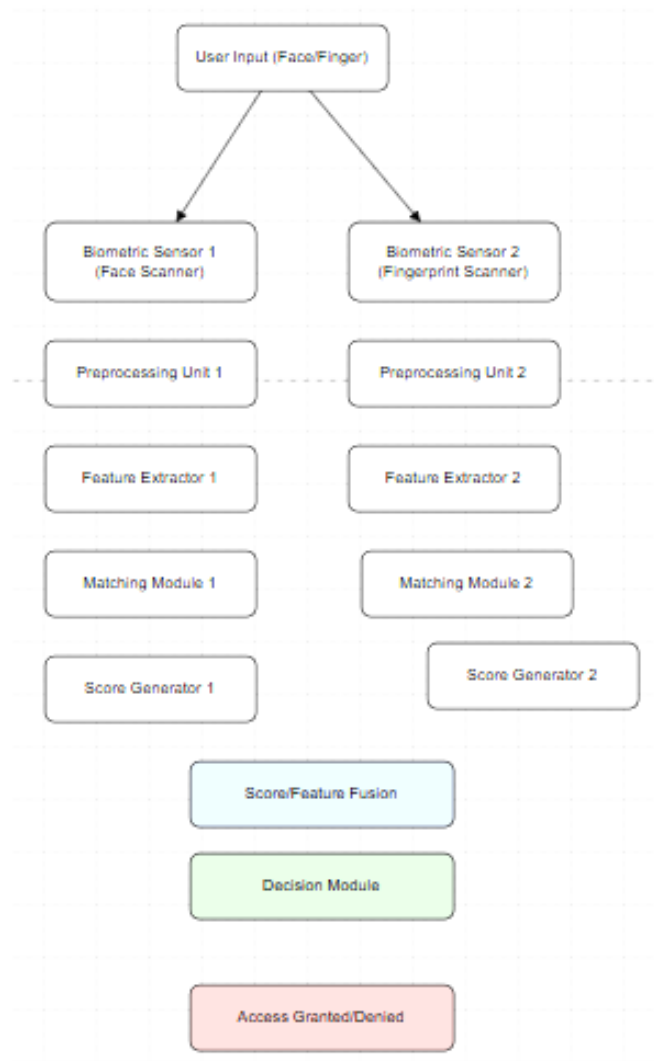 User Input (Face/Finger)
Biometric Sensor 1
(Face Scanner)
Biometric Sensor 2
(Fingerprint Scanner)
Preprocessing Unit 1
Preprocessing Unit 2
Feature Extractor 1
Feature Extractor 2
Matching Module 1
Matching Module 2
Score Generator 1
Score Generator 2
Score/Feature Fusion
Decision Module
Access Granted/Denied